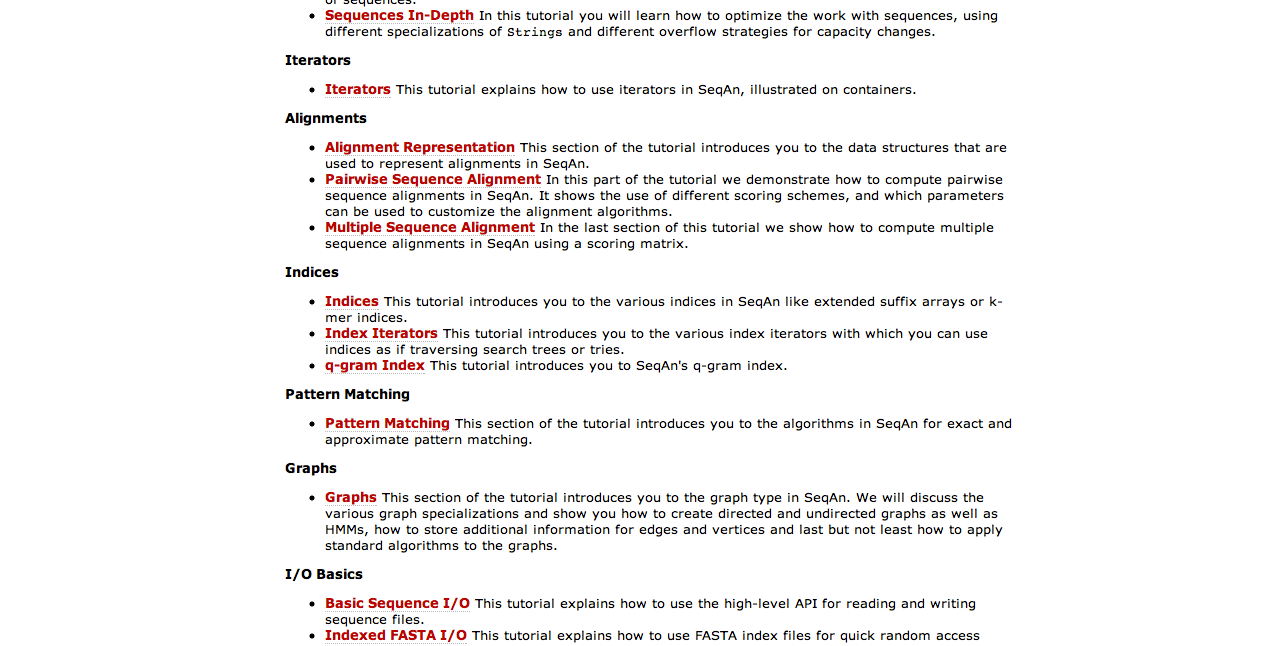 of sequences.
Sequences In-Depth In this tutorial you will learn how to optimize the work with sequences, using
different specializations of Strings and different overflow strategies for capacity changes.
Iterators
Iterators This tutorial explains how to use iterators in SeqAn, illustrated on containers.
Alignments
Alignment Representation This section of the tutorial introduces you to the data structures that are
used to represent alignments in SeqAn.
Pairwise Sequence Alignment In this part of the tutorial we demonstrate how to compute pairwise
sequence alignments in SeqAn. It shows the use of different scoring schemes, and which parameters
can be used to customize the alignment algorithms.
Multiple Sequence Alignment In the last section of this tutorial we show how to compute multiple
sequence alignments in SeqAn using a scoring matrix.
Indices
Indices This tutorial introduces you to the various indices in SeqAn like extended suffix arrays or k-
mer indices.
Index Iterators This tutorial introduces you to the various index iterators with which you can use
indices as if traversing search trees or tries.
q-gram Index This tutorial introduces you to SeqAn's q-gram index.
Pattern Matching
Pattern Matching This section of the tutorial introduces you to the algorithms in SeqAn for exact and
approximate pattern matching.
Graphs
Graphs This section of the tutorial introduces you to the graph type in SeqAn. We will discuss the
various graph specializations and show you how to create directed and undirected graphs as well as
HMMs, how to store additional information for edges and vertices and last but not least how to apply
standard algorithms to the graphs.
I/O Basics
Basic Sequence I/O This tutorial explains how to use the high-level API for reading and writing
sequence files.
Indexed FASTA I/O This tutorial explains how to use FASTA index files for quick random access